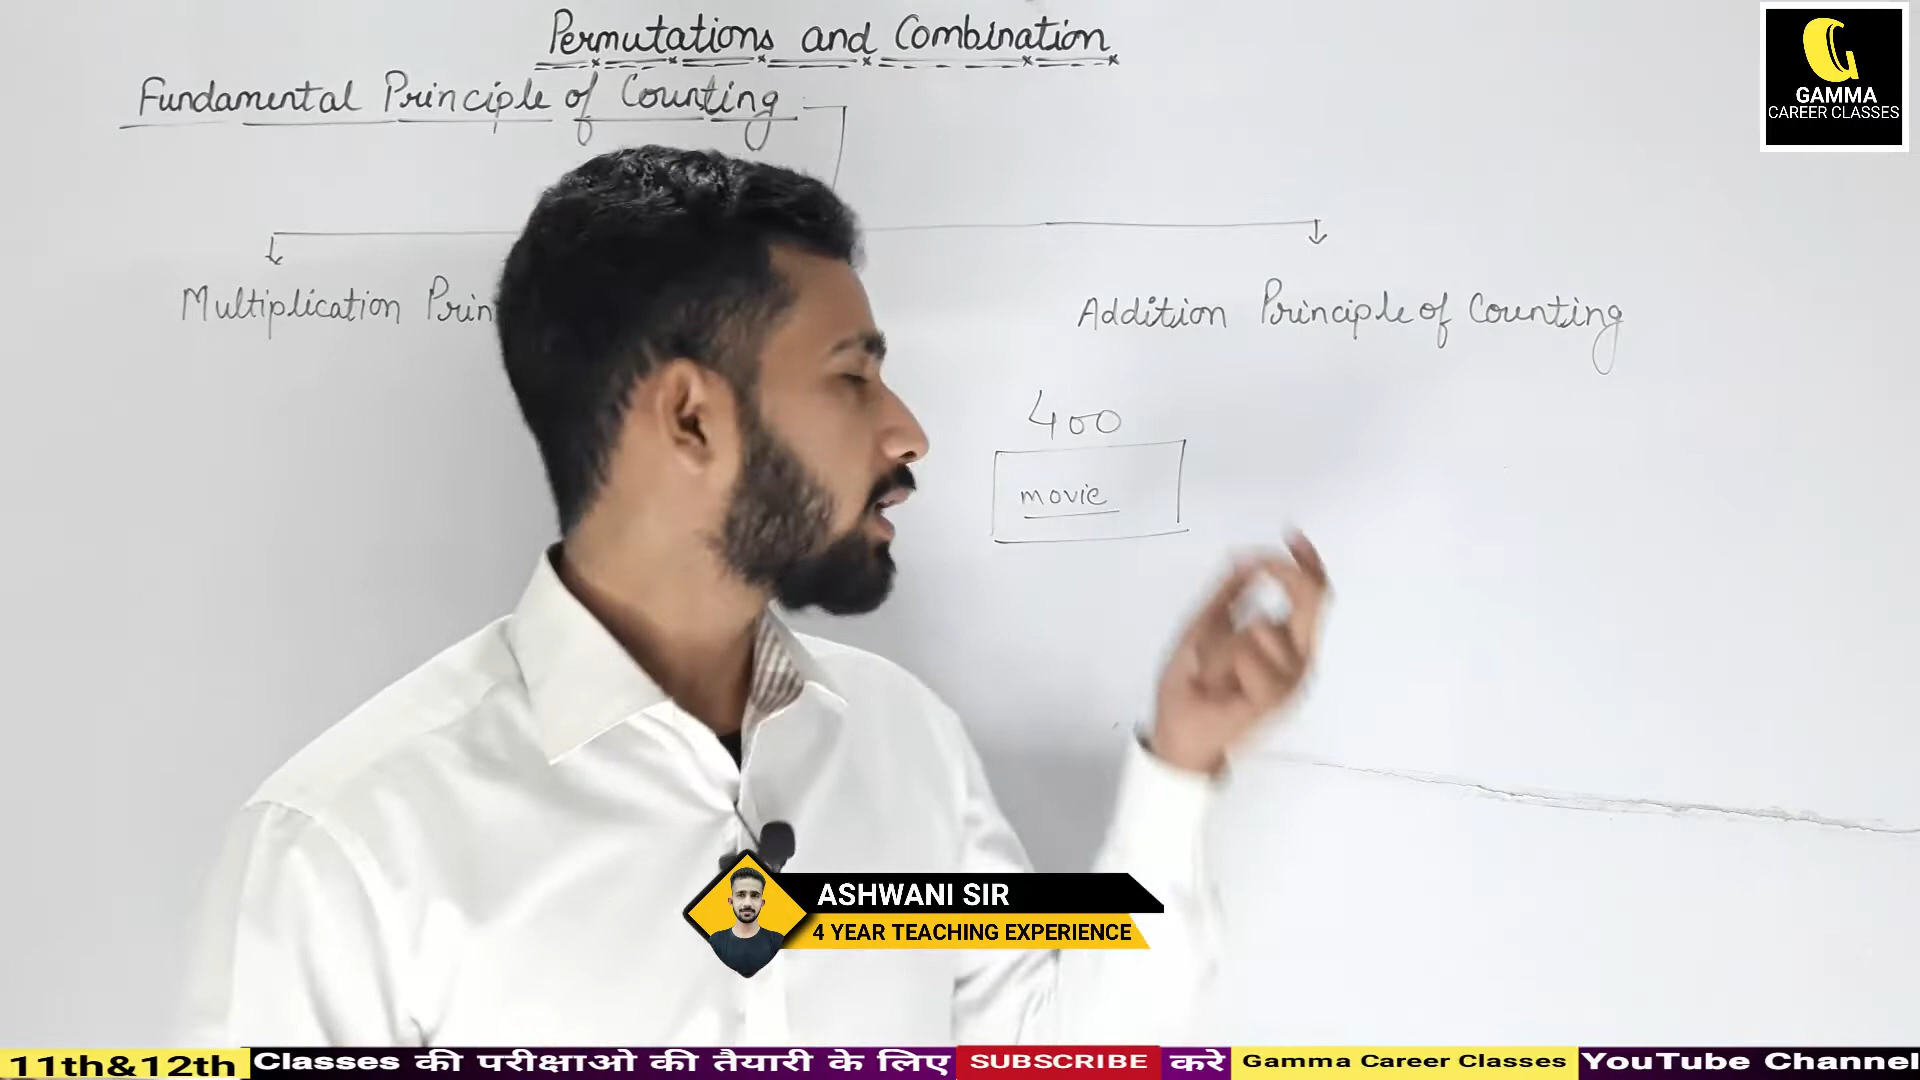 Permutations and Combination
Fundamental Principle of Counting
GAMMA
CAREER CLASSES
Multiplication Prin
Addition Principle of Counting
400
movie
ASHWANI SIR
4 YEAR TEACHING EXPERIENCE
11th&12th Classes की परीक्षाओ की तैयारी के लिए SUBSCRIBE करे Gamma Career Classes YouTube Channel